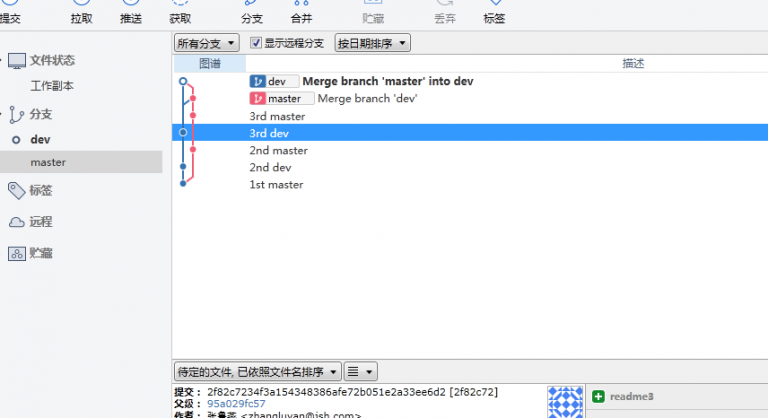 提交 拉取 推送 获取 分支 合并 贮藏 丢弃 标签
所有分支 显示远程分支 按日期排序
文件状态
工作副本
分支
dev
master
标签
远程
贮藏
图谱 描述
dev Merge branch 'master' into dev
master Merge branch 'dev'
3rd master
3rd dev
2nd master
2nd dev
1st master
待定的文件, 已依照文件名排序
提交: 2f82c7234f3a154348386afe72b051e2a33ee6d2 [2f82c72]
父级: 95a029fc57
作者: <zhangluyan@jsh.com>
readme3